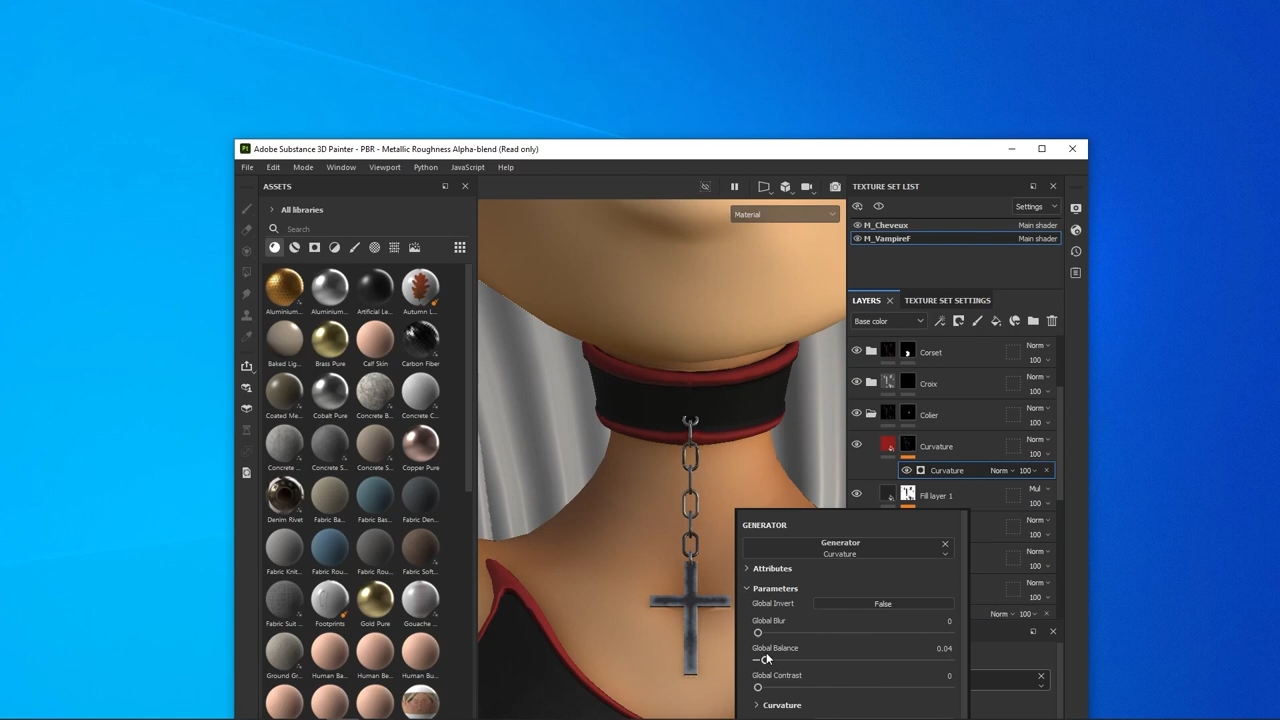 Adobe Substance 3D Painter - PBR - Metallic Roughness Alpha-blend (Read only)
File Edit Mode Window Viewport Python JavaScript Help
ASSETS
All libraries
Search
Aluminium... Aluminium... Artificial Le... Autumn L...
Baked Lig... Brass Pure Calf Skin Carbon Fiber
Coated Me... Cobalt Pure Concrete B... Concrete C...
Concrete ... Concrete S... Concrete S... Copper Pure
Denim Rivet Fabric Ba... Fabric Bas... Fabric Den...
Fabric Knit... Fabric Rou... Fabric Rou... Fabric Soft...
Fabric Suit ... Footprints Gold Pure Gouache ...
Ground Gr... Human Ba... Human Be... Human Bu...
Material
TEXTURE SET LIST
Settings
M_Cheveux Main shader
M_VampireF Main shader
LAYERS TEXTURE SET SETTINGS
Base color
Corset Norm 100
Croix Norm 100
Colier Norm 100
Curvature Norm 100
Curvature Norm 100
Fill layer 1 Mul 100
Norm
100
Norm
100
Norm
100
Norm 100
GENERATOR
Generator
Curvature
Attributes
Parameters
Global Invert False
Global Blur 0
Global Balance 0.04
Global Contrast 0
Curvature